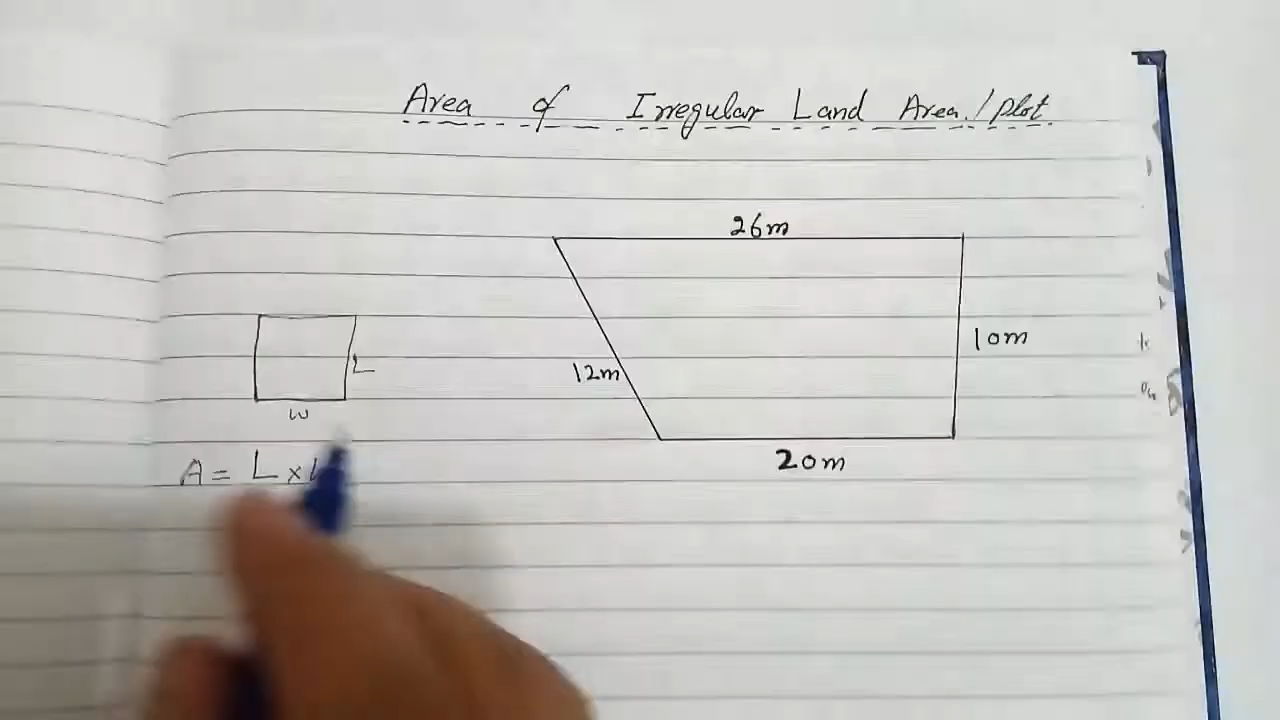 Area of Irregular Land Area./plot.
26m
10m
12m
20m
L
w
A = L x